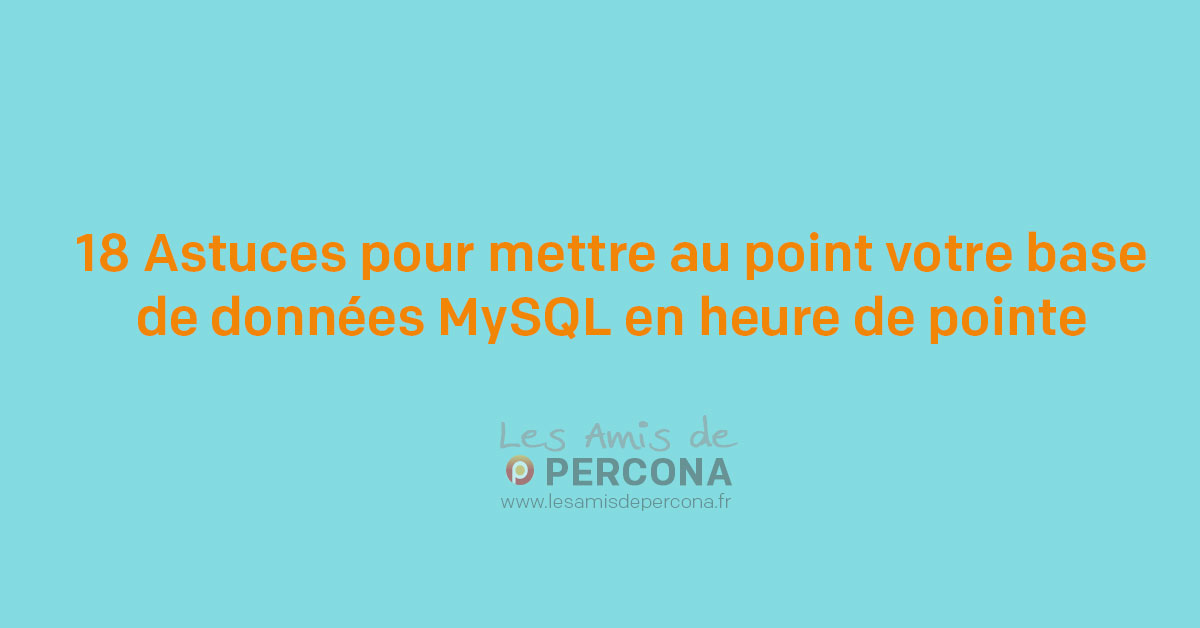 18 Astuces pour mettre au point votre base
de données MySQL en heure de pointe
Les Amis de
PERCONA
www.lesamisdepercona.fr